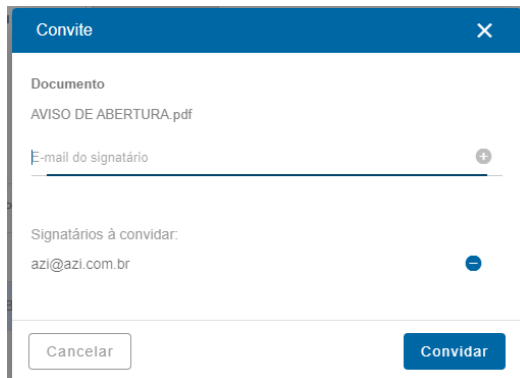 Convite
Documento
AVISO DE ABERTURA.pdf
E-mail do signatário
Signatários à convidar:
azi@azi.com.br
Cancelar
Convidar